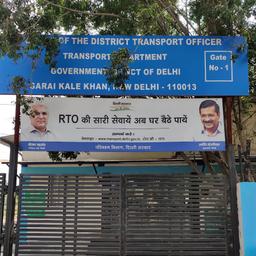 OF THE DISTRICT TRANSPORT OFFICER
TRANSPORT DEPARTMENT
GOVERNMENT OF NCT OF DELHI
SARAI KALE KHAN, NEW DELHI - 110013
Gate
No - 1
RTO की सारी सेवायें अब घर बैठे पायें
परिवहन विभाग, दिल्ली सरकार